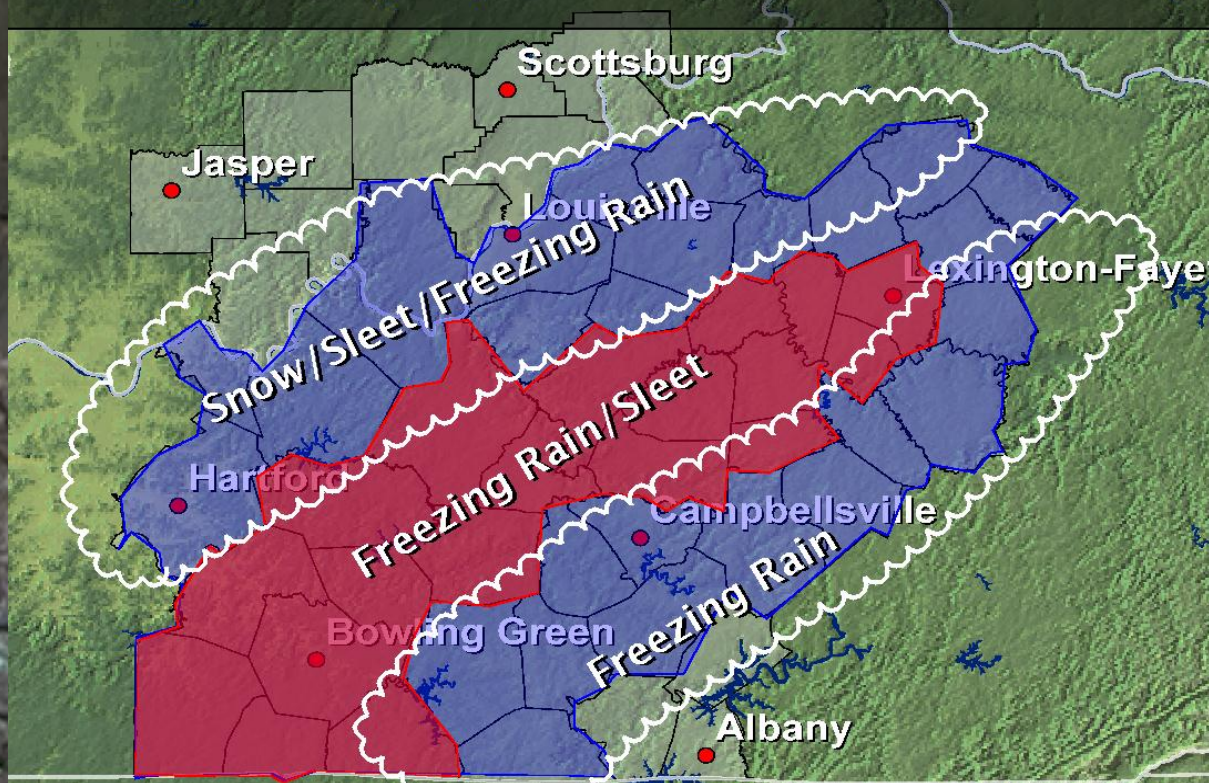 Scottsburg
Jasper
Louisville
Snow/Sleet/Freezing Rain
Lexington-Faye
Freezing Rain/Sleet
Hartford
Campbellsville
Freezing Rain
Bowling Green
Albany